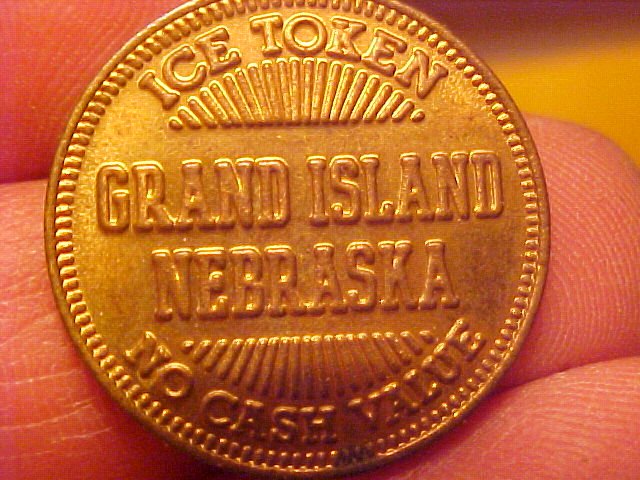 ICE TOKEN
GRAND ISLAND
NEBRASKA
NO CASH VALUE